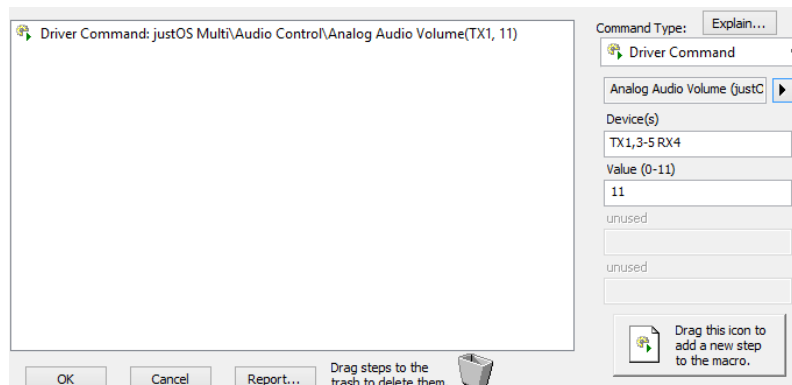 Driver Command: justOS Multi\Audio Control\Analog Audio Volume(TX1, 11)
Command Type:
Explain...
Driver Command
Analog Audio Volume (justC
Device(s)
TX1,3-5 RX4
Value (0-11)
11
unused
unused
Drag this icon to
add a new step
to the macro.
OK
Cancel
Report...
Drag steps to the
trash to delete them